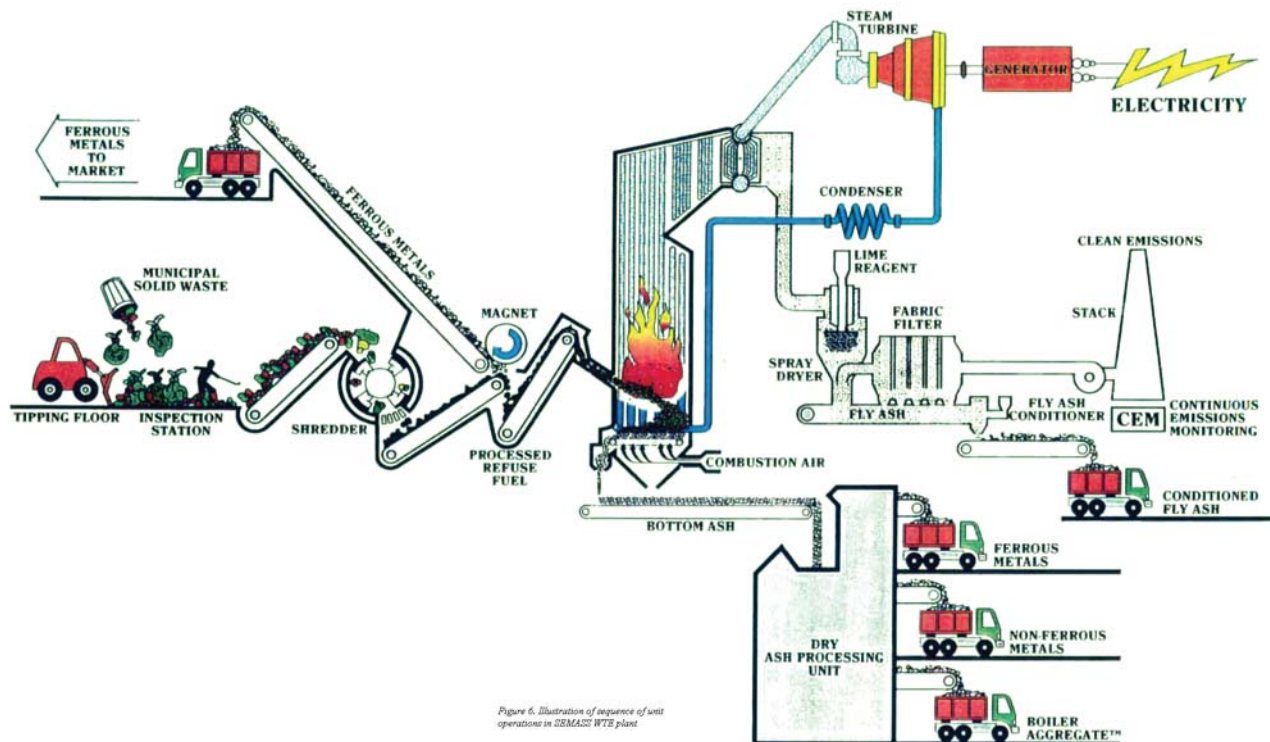 STEAM
TURBINE
GENERATOR
ELECTRICITY
FERROUS
METALS
TO
MARKET
FERROUS METALS
CONDENSER
LIME
REAGENT
CLEAN EMISSIONS
MUNICIPAL
SOLID WASTE
MAGNET
FABRIC
FILTER
STACK
SPRAY
DRYER
TIPPING FLOOR
INSPECTION
STATION
SHREDDER
PROCESSED
REFUSE
FUEL
FLY ASH
FLY ASH
CONDITIONER
CEM
CONTINUOUS
EMISSIONS
MONITORING
COMBUSTION AIR
BOTTOM ASH
CONDITIONED
FLY ASH
FERROUS
METALS
NON-FERROUS
METALS
DRY
ASH PROCESSING
UNIT
BOILER
AGGREGATE™
Figure 6. Illustration of sequence of unit
operations in SEMASS WTE plant